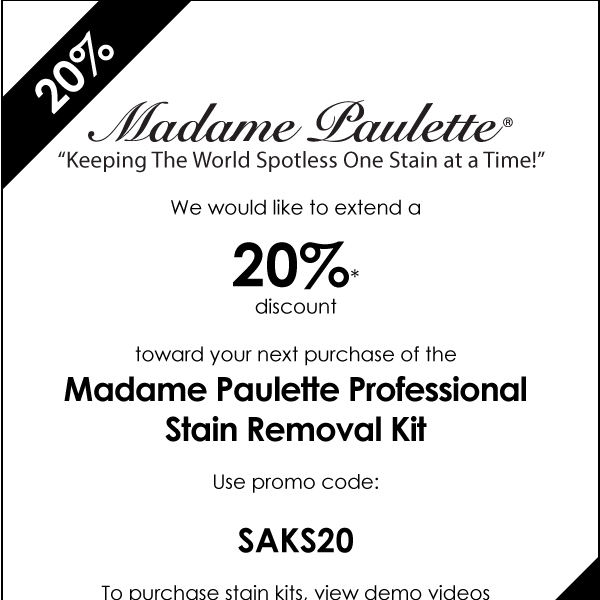 20%
Madame Paulette®
“Keeping The World Spotless One Stain at a Time!”
We would like to extend a
20%*
discount
toward your next purchase of the
Madame Paulette Professional
Stain Removal Kit
Use promo code:
SAKS20
To purchase stain kits, view demo videos